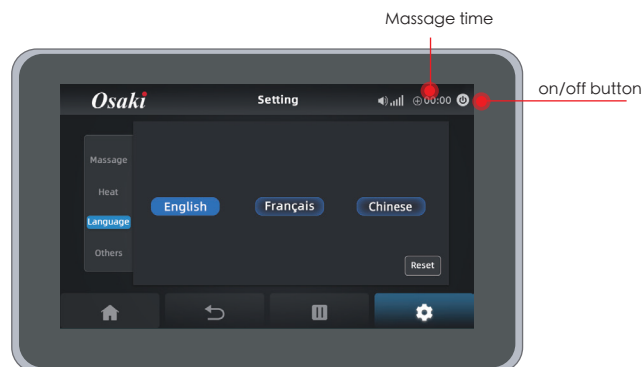 Massage time
on/off button
Osaki
Setting
00:00
Massage
Heat
Language
Others
English
Français
Chinese
Reset